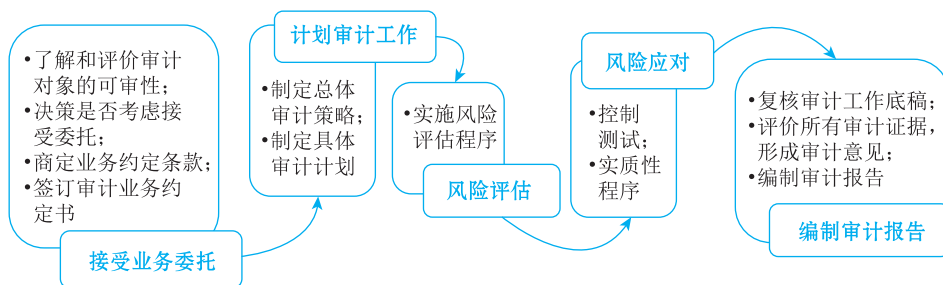 •了解和评价审计
对象的可审性；
•决策是否考虑接
受委托；
•商定业务约定条款；
•签订审计业务约
定书
接受业务委托
计划审计工作
•制定总体
审计策略；
•制定具体
审计计划
•实施风险
评估程序
风险评估
风险应对
•控制
测试；
•实质性
程序
•复核审计工作底稿；
•评价所有审计证据，
形成审计意见；
•编制审计报告
编制审计报告